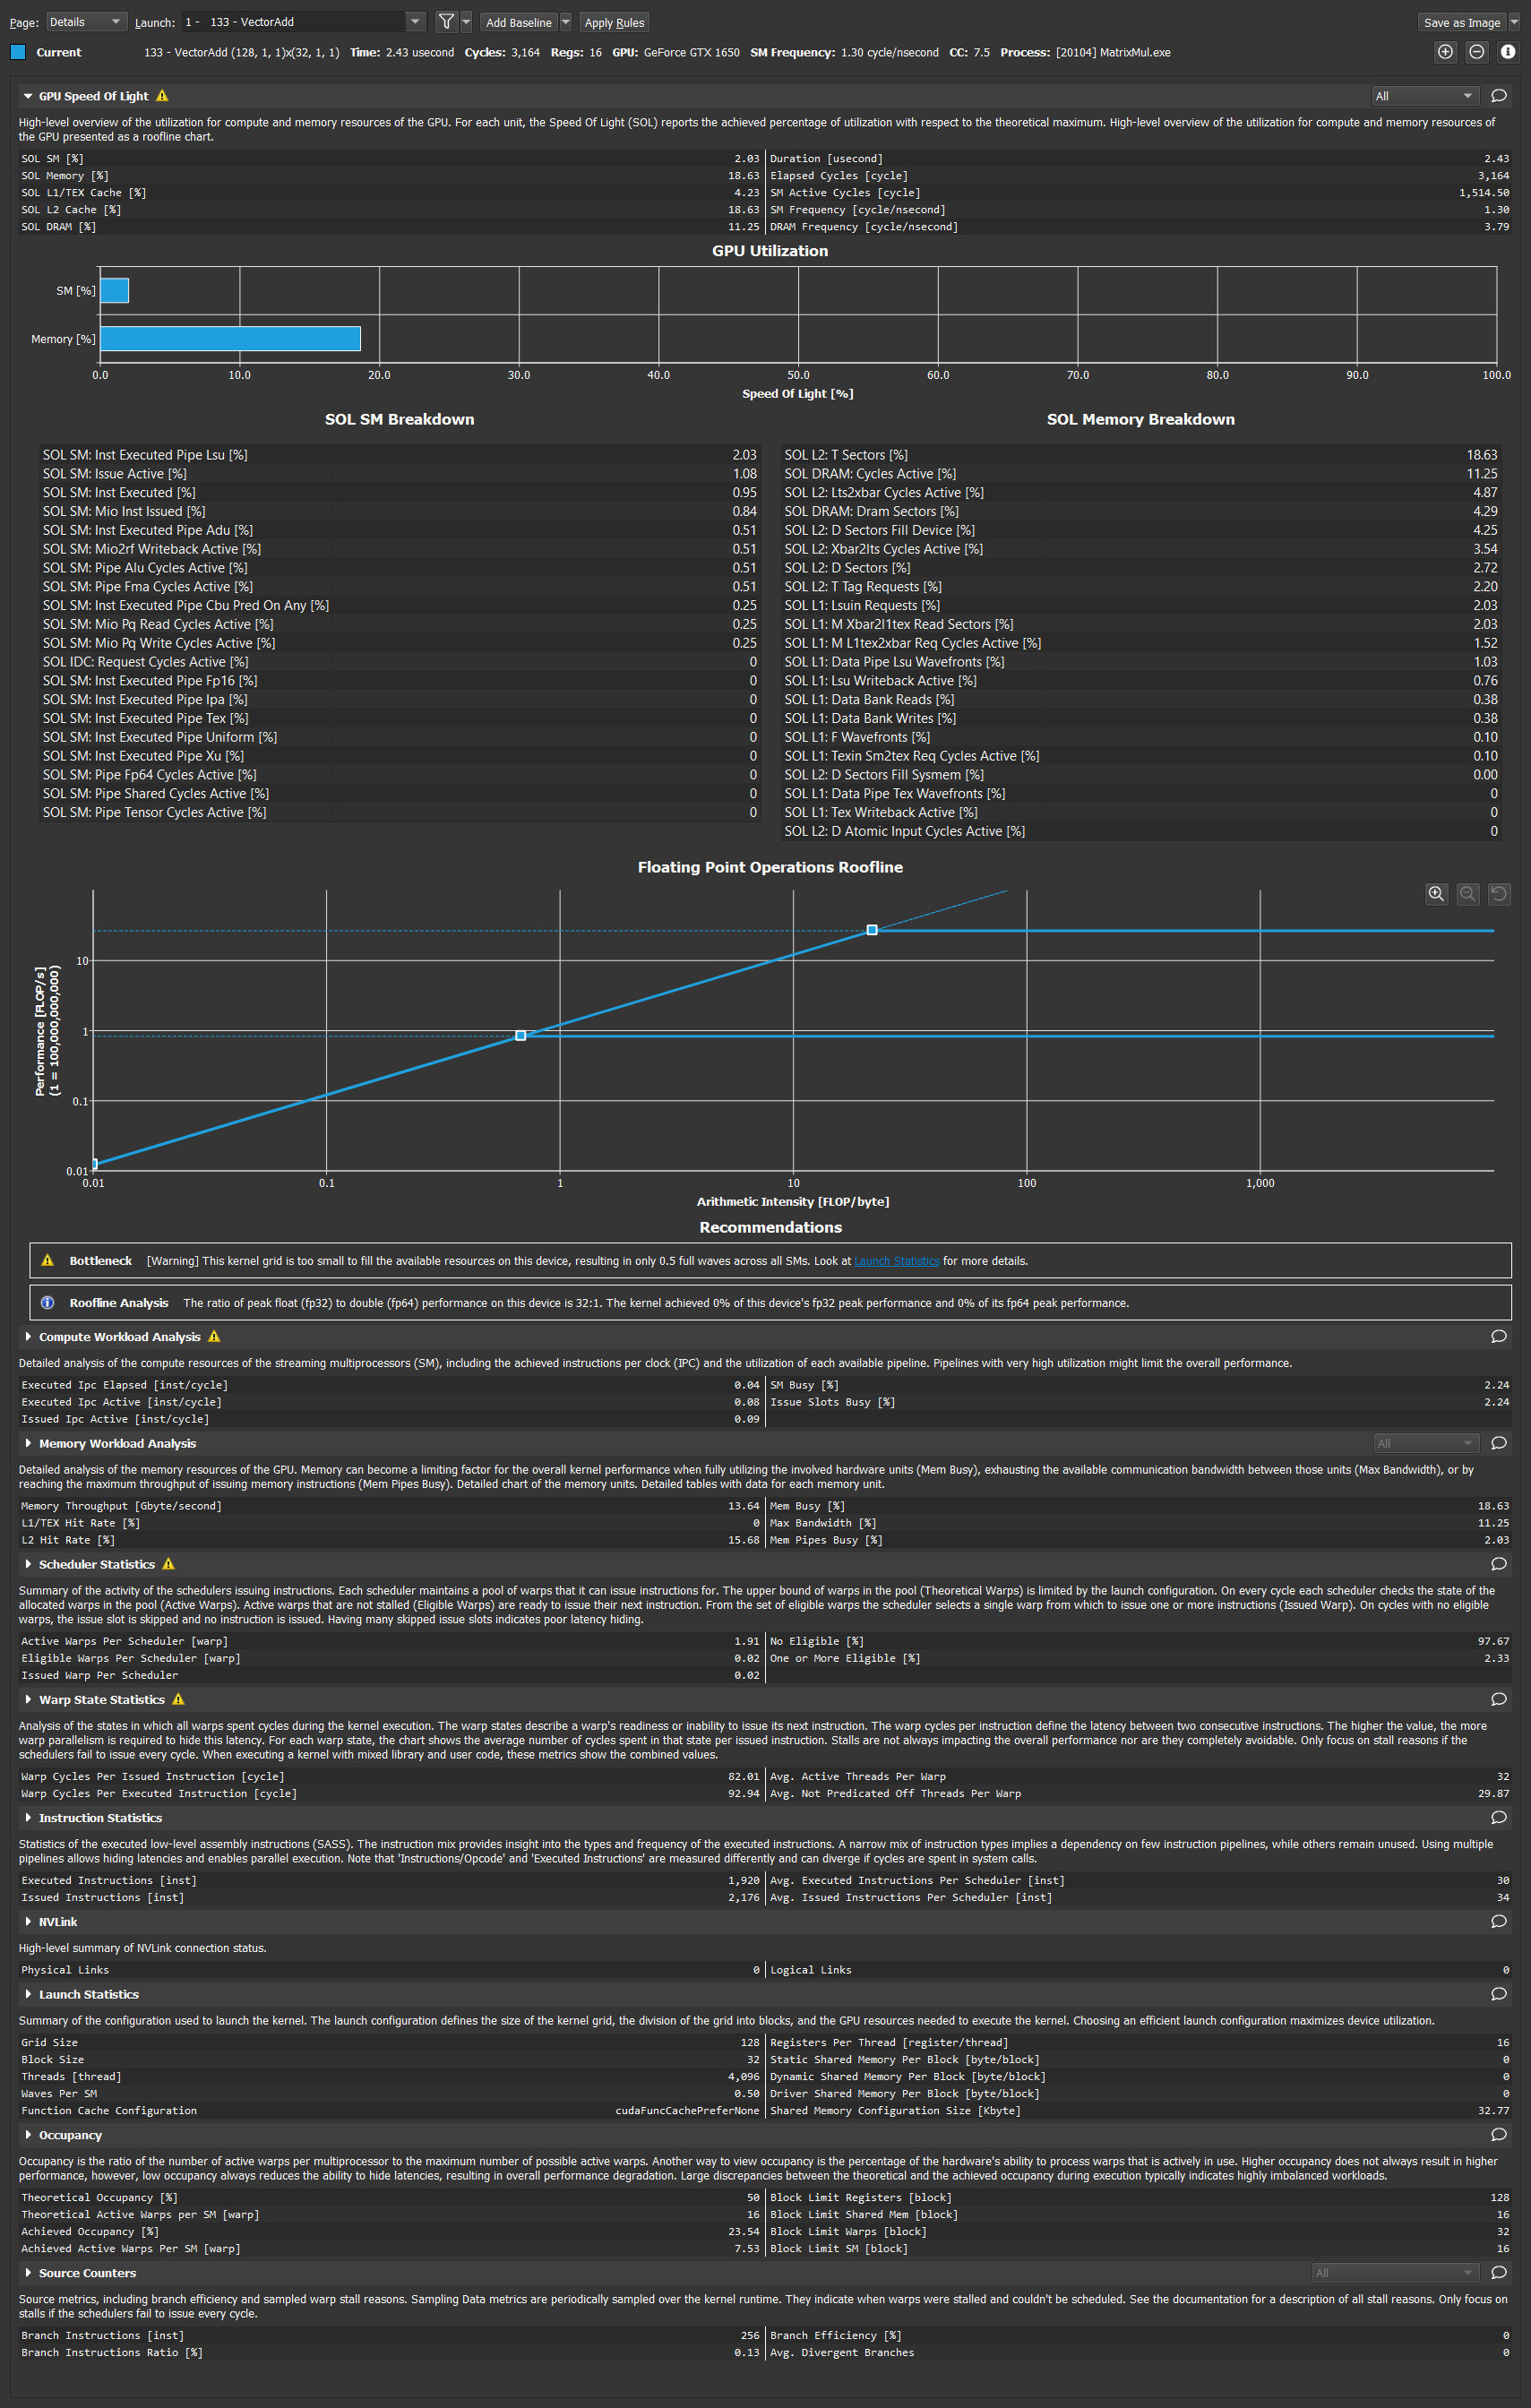 Page: Details Launch: 1 - 133 - VectorAdd Add Baseline Apply Rules Save as Image
Current 133 - VectorAdd (128, 1, 1)x(32, 1, 1) Time: 2.43 usecond Cycles: 3,164 Regs: 16 GPU: GeForce GTX 1650 SM Frequency: 1.30 cycle/nsecond CC: 7.5 Process: [20104] MatrixMul.exe
GPU Speed Of Light All
High-level overview of the utilization for compute and memory resources of the GPU. For each unit, the Speed Of Light (SOL) reports the achieved percentage of utilization with respect to the theoretical maximum. High-level overview of the utilization for compute and memory resources of
the GPU presented as a roofline chart.
SOL SM [%] 2.03 Duration [usecond] 2.43
SOL Memory [%] 18.63 Elapsed Cycles [cycle] 3,164
SOL L1/TEX Cache [%] 4.23 SM Active Cycles [cycle] 1,514.50
SOL L2 Cache [%] 18.63 SM Frequency [cycle/nsecond] 1.30
SOL DRAM [%] 11.25 DRAM Frequency [cycle/nsecond] 3.79
GPU Utilization
SM [%]
Memory [%]
0.0 10.0 20.0 30.0 40.0 50.0 60.0 70.0 80.0 90.0 100.0
Speed Of Light [%]
SOL SM Breakdown SOL Memory Breakdown
SOL SM: Inst Executed Pipe Lsu [%] 2.03 SOL L2: T Sectors [%] 18.63
SOL SM: Issue Active [%] 1.08 SOL DRAM: Cycles Active [%] 11.25
SOL SM: Inst Executed [%] 0.95 SOL L2: Lts2xbar Cycles Active [%] 4.87
SOL SM: Mio Inst Issued [%] 0.84 SOL DRAM: Dram Sectors [%] 4.29
SOL SM: Inst Executed Pipe Adu [%] 0.51 SOL L2: D Sectors Fill Device [%] 4.25
SOL SM: Mio2rf Writeback Active [%] 0.51 SOL L2: Xbar2lts Cycles Active [%] 3.54
SOL SM: Pipe Alu Cycles Active [%] 0.51 SOL L2: D Sectors [%] 2.72
SOL SM: Pipe Fma Cycles Active [%] 0.51 SOL L2: T Tag Requests [%] 2.20
SOL SM: Inst Executed Pipe Cbu Pred On Any [%] 0.25 SOL L1: Lsuin Requests [%] 2.03
SOL SM: Mio Pq Read Cycles Active [%] 0.25 SOL L1: M Xbar2l1tex Read Sectors [%] 2.03
SOL SM: Mio Pq Write Cycles Active [%] 0.25 SOL L1: M L1tex2xbar Req Cycles Active [%] 1.52
SOL IDC: Request Cycles Active [%] 0 SOL L1: Data Pipe Lsu Wavefronts [%] 1.03
SOL SM: Inst Executed Pipe Fp16 [%] 0 SOL L1: Lsu Writeback Active [%] 0.76
SOL SM: Inst Executed Pipe Ipa [%] 0 SOL L1: Data Bank Reads [%] 0.38
SOL SM: Inst Executed Pipe Tex [%] 0 SOL L1: Data Bank Writes [%] 0.38
SOL SM: Inst Executed Pipe Uniform [%] 0 SOL L1: F Wavefronts [%] 0.10
SOL SM: Inst Executed Pipe Xu [%] 0 SOL L1: Texin Sm2tex Req Cycles Active [%] 0.10
SOL SM: Pipe Fp64 Cycles Active [%] 0 SOL L2: D Sectors Fill Sysmem [%] 0.00
SOL SM: Pipe Shared Cycles Active [%] 0 SOL L1: Data Pipe Tex Wavefronts [%] 0
SOL SM: Pipe Tensor Cycles Active [%] 0 SOL L1: Tex Writeback Active [%] 0
SOL L2: D Atomic Input Cycles Active [%] 0
Floating Point Operations Roofline
Performance [FLOP/s]
(1 = 100,000,000,000)
10
1
0.1
0.01
0.01 0.1 1 10 100 1,000
Arithmetic Intensity [FLOP/byte]
Recommendations
Bottleneck [Warning] This kernel grid is too small to fill the available resources on this device, resulting in only 0.5 full waves across all SMs. Look at Launch Statistics for more details.
Roofline Analysis The ratio of peak float (fp32) to double (fp64) performance on this device is 32:1. The kernel achieved 0% of this device's fp32 peak performance and 0% of its fp64 peak performance.
Compute Workload Analysis
Detailed analysis of the compute resources of the streaming multiprocessors (SM), including the achieved instructions per clock (IPC) and the utilization of each available pipeline. Pipelines with very high utilization might limit the overall performance.
Executed Ipc Elapsed [inst/cycle] 0.04 SM Busy [%] 2.24
Executed Ipc Active [inst/cycle] 0.08 Issue Slots Busy [%] 2.24
Issued Ipc Active [inst/cycle] 0.09
Memory Workload Analysis All
Detailed analysis of the memory resources of the GPU. Memory can become a limiting factor for the overall kernel performance when fully utilizing the involved hardware units (Mem Busy), exhausting the available communication bandwidth between those units (Max Bandwidth), or by
reaching the maximum throughput of issuing memory instructions (Mem Pipes Busy). Detailed chart of the memory units. Detailed tables with data for each memory unit.
Memory Throughput [Gbyte/second] 13.64 Mem Busy [%] 18.63
L1/TEX Hit Rate [%] 0 Max Bandwidth [%] 11.25
L2 Hit Rate [%] 15.68 Mem Pipes Busy [%] 2.03
Scheduler Statistics
Summary of the activity of the schedulers issuing instructions. Each scheduler maintains a pool of warps that it can issue instructions for. The upper bound of warps in the pool (Theoretical Warps) is limited by the launch configuration. On every cycle each scheduler checks the state of the
allocated warps in the pool (Active Warps). Active warps that are not stalled (Eligible Warps) are ready to issue their next instruction. From the set of eligible warps the scheduler selects a single warp from which to issue one or more instructions (Issued Warp). On cycles with no eligible
warps, the issue slot is skipped and no instruction is issued. Having many skipped issue slots indicates poor latency hiding.
Active Warps Per Scheduler [warp] 1.91 No Eligible [%] 97.67
Eligible Warps Per Scheduler [warp] 0.02 One or More Eligible [%] 2.33
Issued Warp Per Scheduler 0.02
Warp State Statistics
Analysis of the states in which all warps spent cycles during the kernel execution. The warp states describe a warp's readiness or inability to issue its next instruction. The warp cycles per instruction define the latency between two consecutive instructions. The higher the value, the more
warp parallelism is required to hide this latency. For each warp state, the chart shows the average number of cycles spent in that state per issued instruction. Stalls are not always impacting the overall performance nor are they completely avoidable. Only focus on stall reasons if the
schedulers fail to issue every cycle. When executing a kernel with mixed library and user code, these metrics show the combined values.
Warp Cycles Per Issued Instruction [cycle] 82.01 Avg. Active Threads Per Warp 32
Warp Cycles Per Executed Instruction [cycle] 92.94 Avg. Not Predicated Off Threads Per Warp 29.87
Instruction Statistics
Statistics of the executed low-level assembly instructions (SASS). The instruction mix provides insight into the types and frequency of the executed instructions. A narrow mix of instruction types implies a dependency on few instruction pipelines, while others remain unused. Using multiple
pipelines allows hiding latencies and enables parallel execution. Note that 'Instructions/Opcode' and 'Executed Instructions' are measured differently and can diverge if cycles are spent in system calls.
Executed Instructions [inst] 1,920 Avg. Executed Instructions Per Scheduler [inst] 30
Issued Instructions [inst] 2,176 Avg. Issued Instructions Per Scheduler [inst] 34
NVLink
High-level summary of NVLink connection status.
Physical Links 0 Logical Links 0
Launch Statistics
Summary of the configuration used to launch the kernel. The launch configuration defines the size of the kernel grid, the division of the grid into blocks, and the GPU resources needed to execute the kernel. Choosing an efficient launch configuration maximizes device utilization.
Grid Size 128 Registers Per Thread [register/thread] 16
Block Size 32 Static Shared Memory Per Block [byte/block] 0
Threads [thread] 4,096 Dynamic Shared Memory Per Block [byte/block] 0
Waves Per SM 0.50 Driver Shared Memory Per Block [byte/block] 0
Function Cache Configuration cudaFuncCachePreferNone Shared Memory Configuration Size [Kbyte] 32.77
Occupancy
Occupancy is the ratio of the number of active warps per multiprocessor to the maximum number of possible active warps. Another way to view occupancy is the percentage of the hardware's ability to process warps that is actively in use. Higher occupancy does not always result in higher
performance, however, low occupancy always reduces the ability to hide latencies, resulting in overall performance degradation. Large discrepancies between the theoretical and the achieved occupancy during execution typically indicates highly imbalanced workloads.
Theoretical Occupancy [%] 50 Block Limit Registers [block] 128
Theoretical Active Warps per SM [warp] 16 Block Limit Shared Mem [block] 16
Achieved Occupancy [%] 23.54 Block Limit Warps [block] 32
Achieved Active Warps Per SM [warp] 7.53 Block Limit SM [block] 16
Source Counters All
Source metrics, including branch efficiency and sampled warp stall reasons. Sampling Data metrics are periodically sampled over the kernel runtime. They indicate when warps were stalled and couldn't be scheduled. See the documentation for a description of all stall reasons. Only focus on
stalls if the schedulers fail to issue every cycle.
Branch Instructions [inst] 256 Branch Efficiency [%] 0
Branch Instructions Ratio [%] 0.13 Avg. Divergent Branches 0